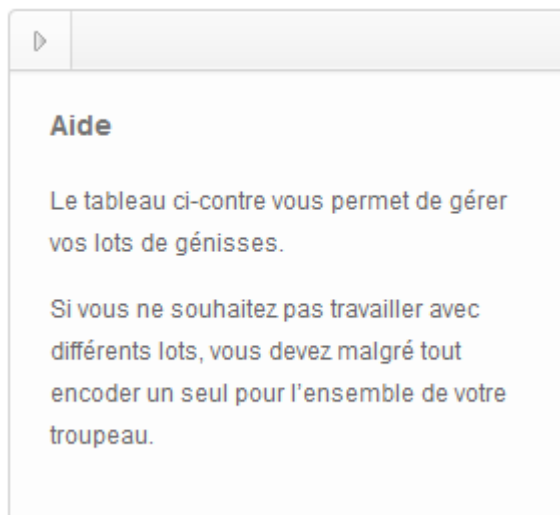 Aide
Le tableau ci-contre vous permet de gérer
vos lots de génisses.
Si vous ne souhaitez pas travailler avec
différents lots, vous devez malgré tout
encoder un seul pour l'ensemble de votre
troupeau.